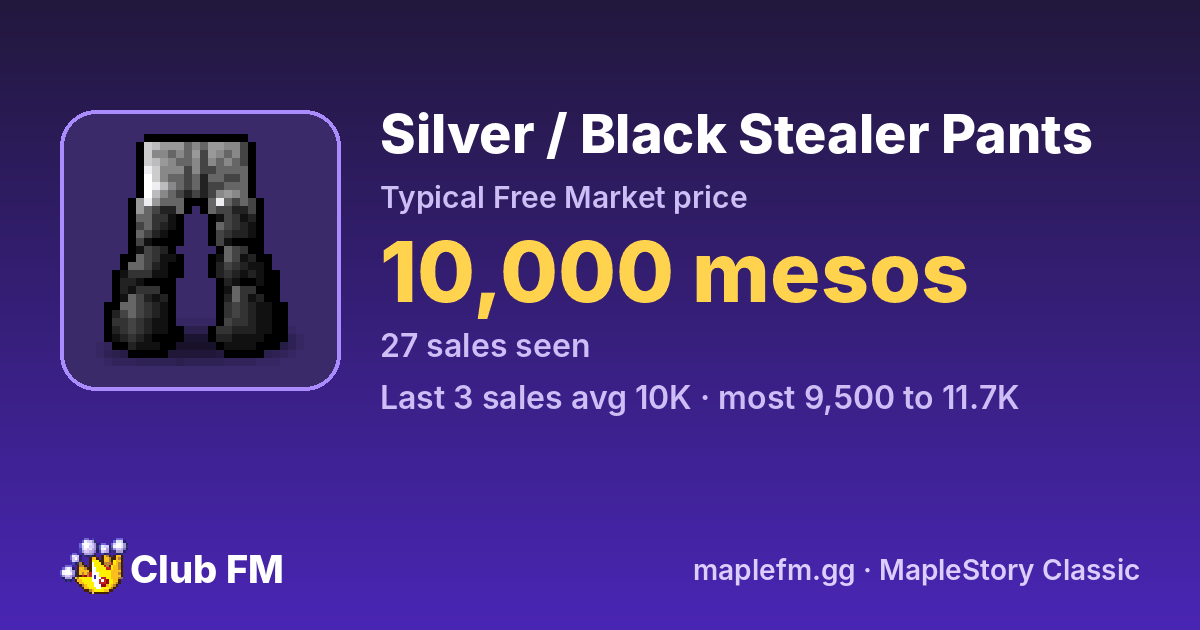 Silver / Black Stealer Pants
Typical Free Market price
10,000 mesos
27 sales seen
Last 3 sales avg 10K · most 9,500 to 11.7K
Club FM
maplefm.gg · MapleStory Classic